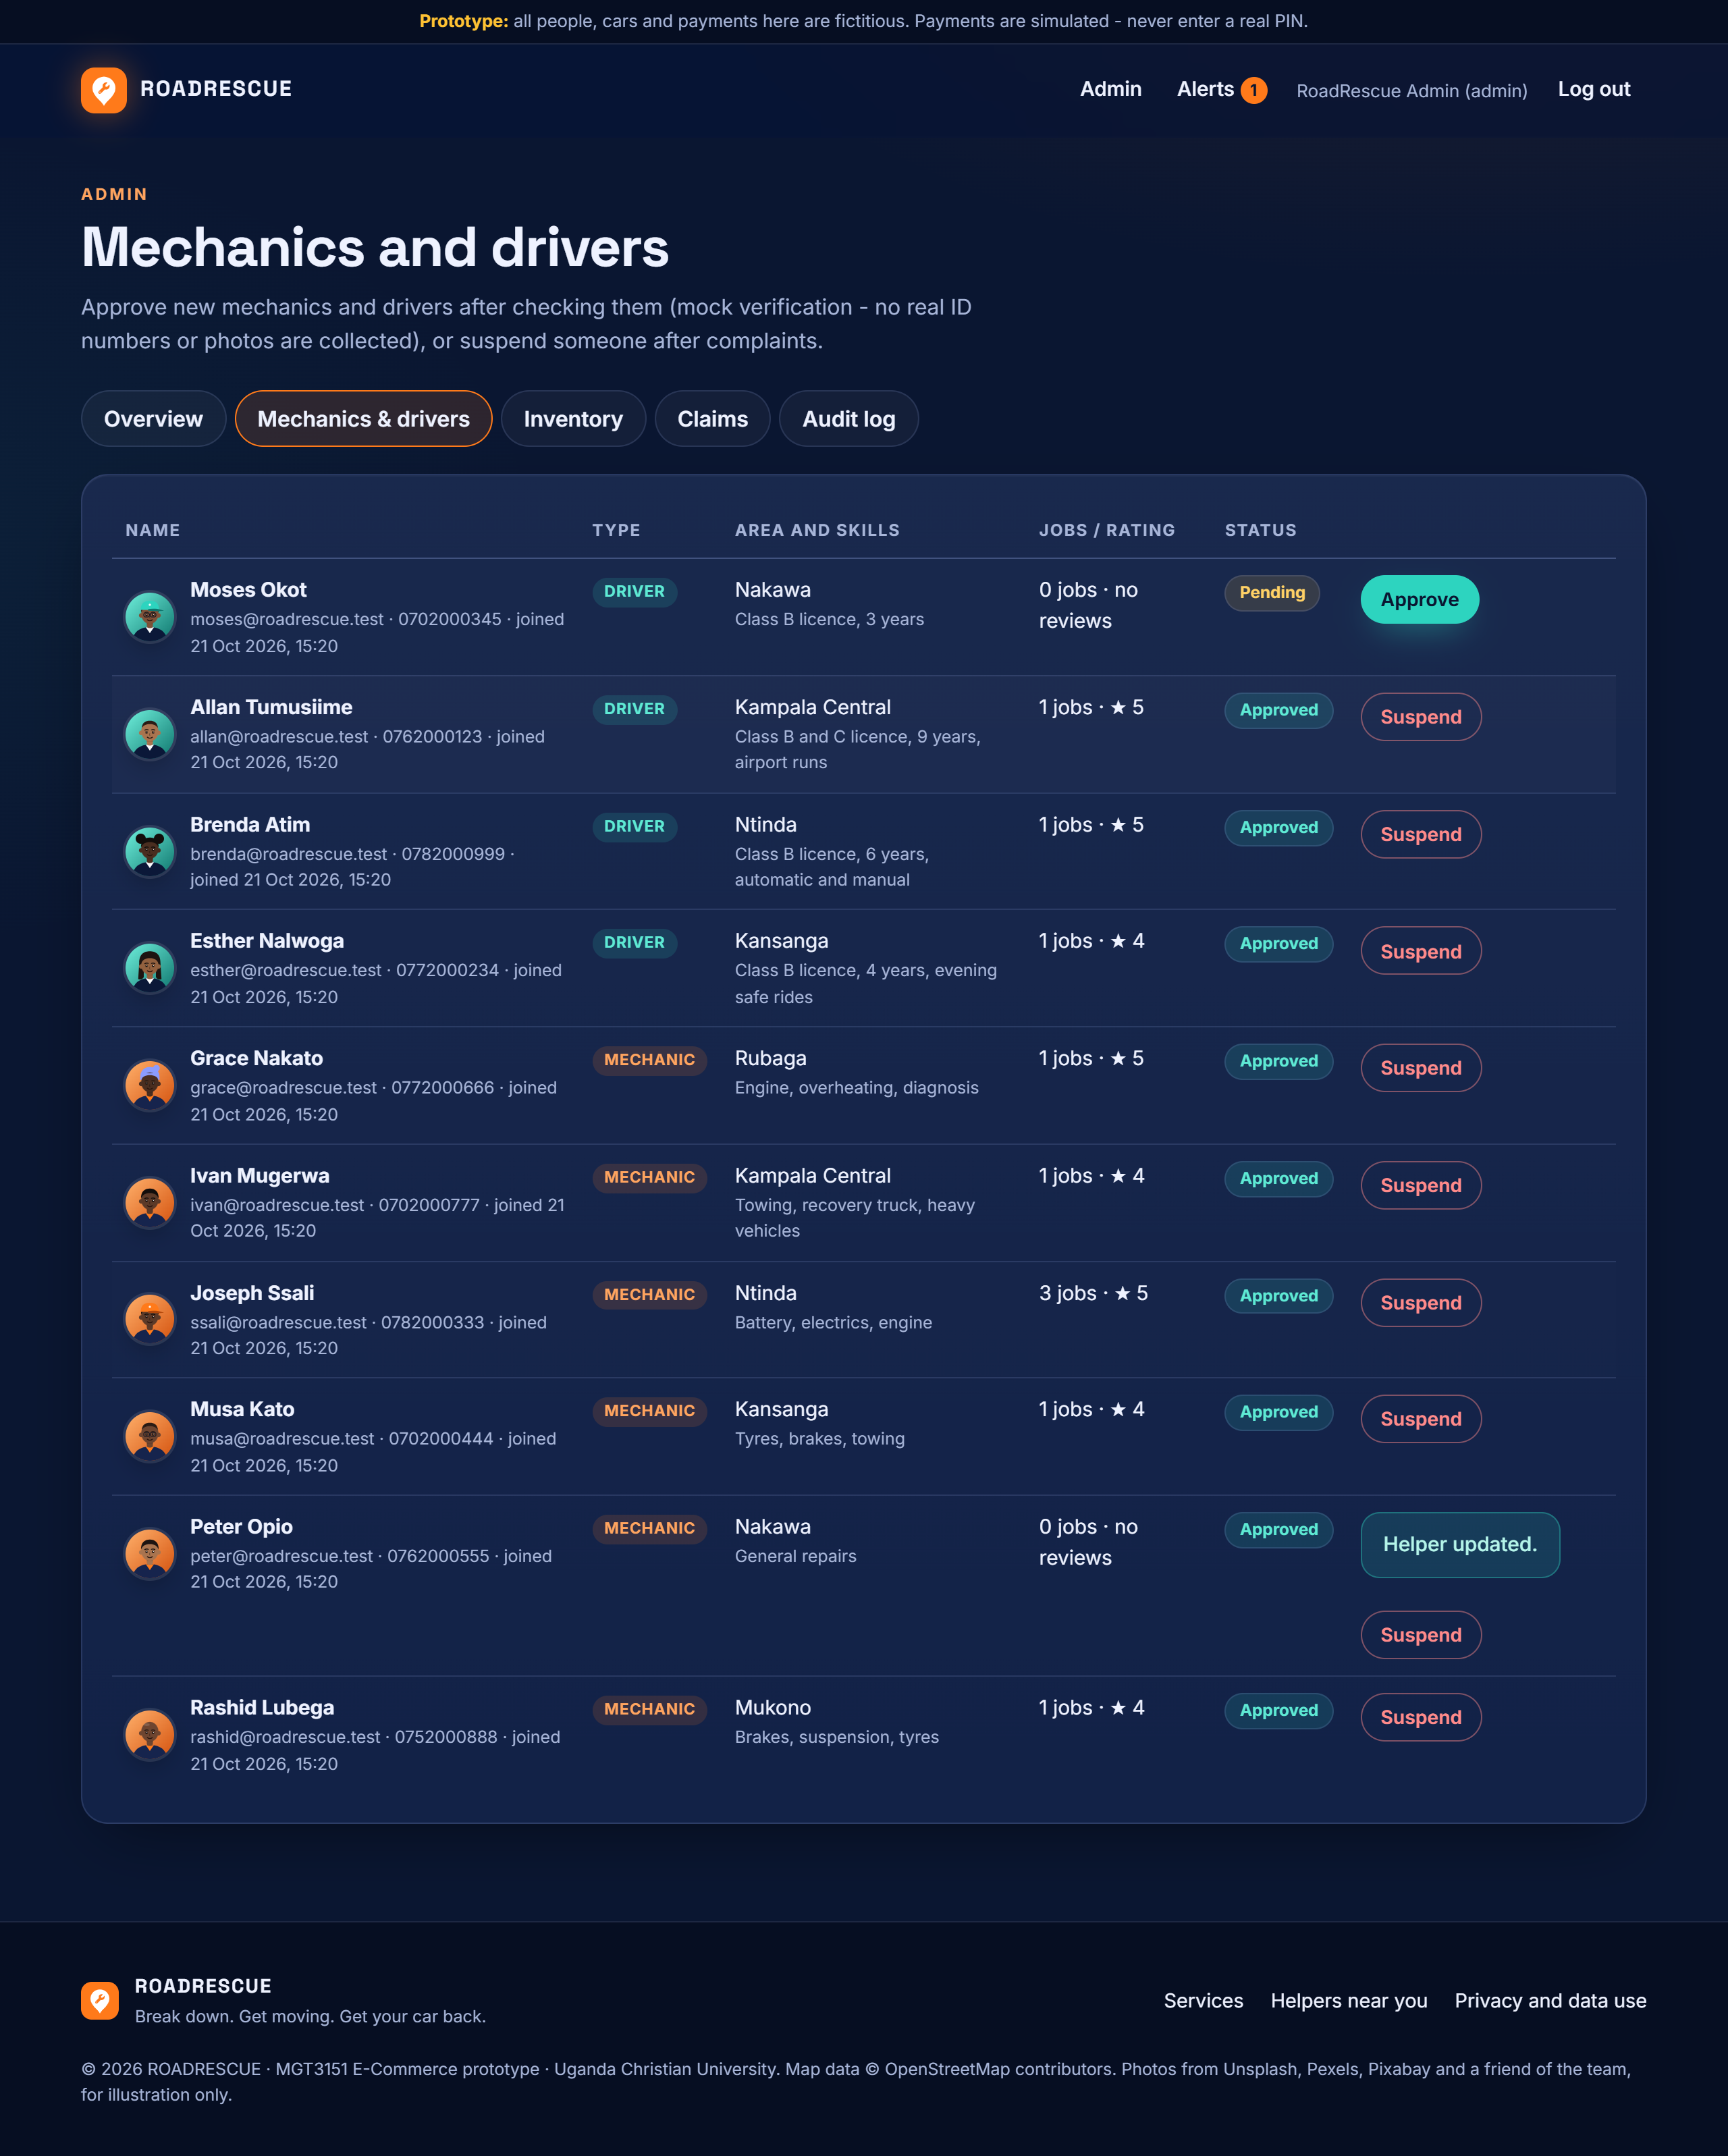 Prototype: all people, cars and payments here are fictitious. Payments are simulated - never enter a real PIN.
ROADRESCUE
Admin
Alerts 1
RoadRescue Admin (admin)
Log out
ADMIN
Mechanics and drivers
Approve new mechanics and drivers after checking them (mock verification - no real ID
numbers or photos are collected), or suspend someone after complaints.
Overview
Mechanics & drivers
Inventory
Claims
Audit log
NAME
TYPE
AREA AND SKILLS
JOBS / RATING
STATUS
Moses Okot
moses@roadrescue.test · 0702000345 · joined
21 Oct 2026, 15:20
DRIVER
Nakawa
Class B licence, 3 years
0 jobs · no
reviews
Pending
Approve
Allan Tumusiime
allan@roadrescue.test · 0762000123 · joined
21 Oct 2026, 15:20
DRIVER
Kampala Central
Class B and C licence, 9 years,
airport runs
1 jobs · ★ 5
Approved
Suspend
Brenda Atim
brenda@roadrescue.test · 0782000999 ·
joined 21 Oct 2026, 15:20
DRIVER
Ntinda
Class B licence, 6 years,
automatic and manual
1 jobs · ★ 5
Approved
Suspend
Esther Nalwoga
esther@roadrescue.test · 0772000234 · joined
21 Oct 2026, 15:20
DRIVER
Kansanga
Class B licence, 4 years, evening
safe rides
1 jobs · ★ 4
Approved
Suspend
Grace Nakato
grace@roadrescue.test · 0772000666 · joined
21 Oct 2026, 15:20
MECHANIC
Rubaga
Engine, overheating, diagnosis
1 jobs · ★ 5
Approved
Suspend
Ivan Mugerwa
ivan@roadrescue.test · 0702000777 · joined 21
Oct 2026, 15:20
MECHANIC
Kampala Central
Towing, recovery truck, heavy
vehicles
1 jobs · ★ 4
Approved
Suspend
Joseph Ssali
ssali@roadrescue.test · 0782000333 · joined
21 Oct 2026, 15:20
MECHANIC
Ntinda
Battery, electrics, engine
3 jobs · ★ 5
Approved
Suspend
Musa Kato
musa@roadrescue.test · 0702000444 · joined
21 Oct 2026, 15:20
MECHANIC
Kansanga
Tyres, brakes, towing
1 jobs · ★ 4
Approved
Suspend
Peter Opio
peter@roadrescue.test · 0762000555 · joined
21 Oct 2026, 15:20
MECHANIC
Nakawa
General repairs
0 jobs · no
reviews
Approved
Helper updated.
Suspend
Rashid Lubega
rashid@roadrescue.test · 0752000888 · joined
21 Oct 2026, 15:20
MECHANIC
Mukono
Brakes, suspension, tyres
1 jobs · ★ 4
Approved
Suspend
ROADRESCUE
Break down. Get moving. Get your car back.
Services
Helpers near you
Privacy and data use
© 2026 ROADRESCUE · MGT3151 E-Commerce prototype · Uganda Christian University. Map data © OpenStreetMap contributors. Photos from Unsplash, Pexels, Pixabay and a friend of the team,
for illustration only.